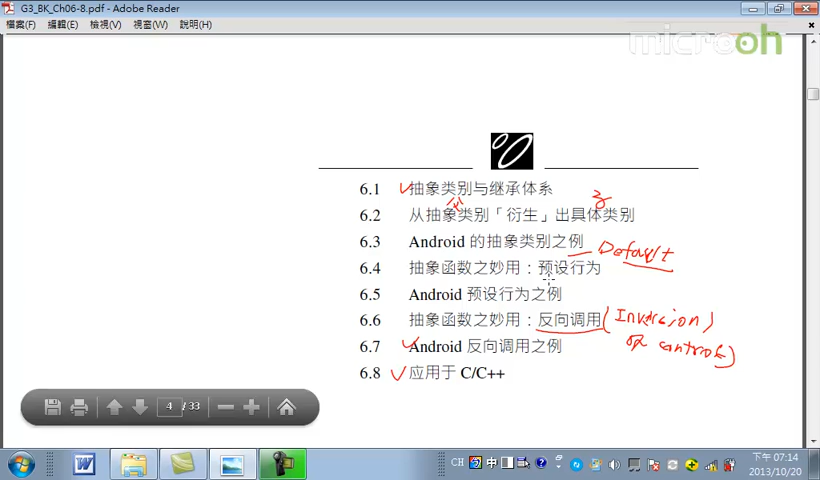 G3_BK_Ch06-8.pdf - Adobe Reader
檔案(F) 編輯(E) 檢視(V) 視窗(W) 說明(H)
microoh
6.1 抽象类别与继承体系
父 子
6.2 从抽象类别「衍生」出具体类别
6.3 Android 的抽象类别之例
Default
6.4 抽象函数之妙用：预设行为
6.5 Android 预设行为之例
6.6 抽象函数之妙用：反向调用 (Inversion
of control)
6.7 Android 反向调用之例
6.8 应用于 C/C++
4 / 33
CH 中
下午 07:14
2013/10/20